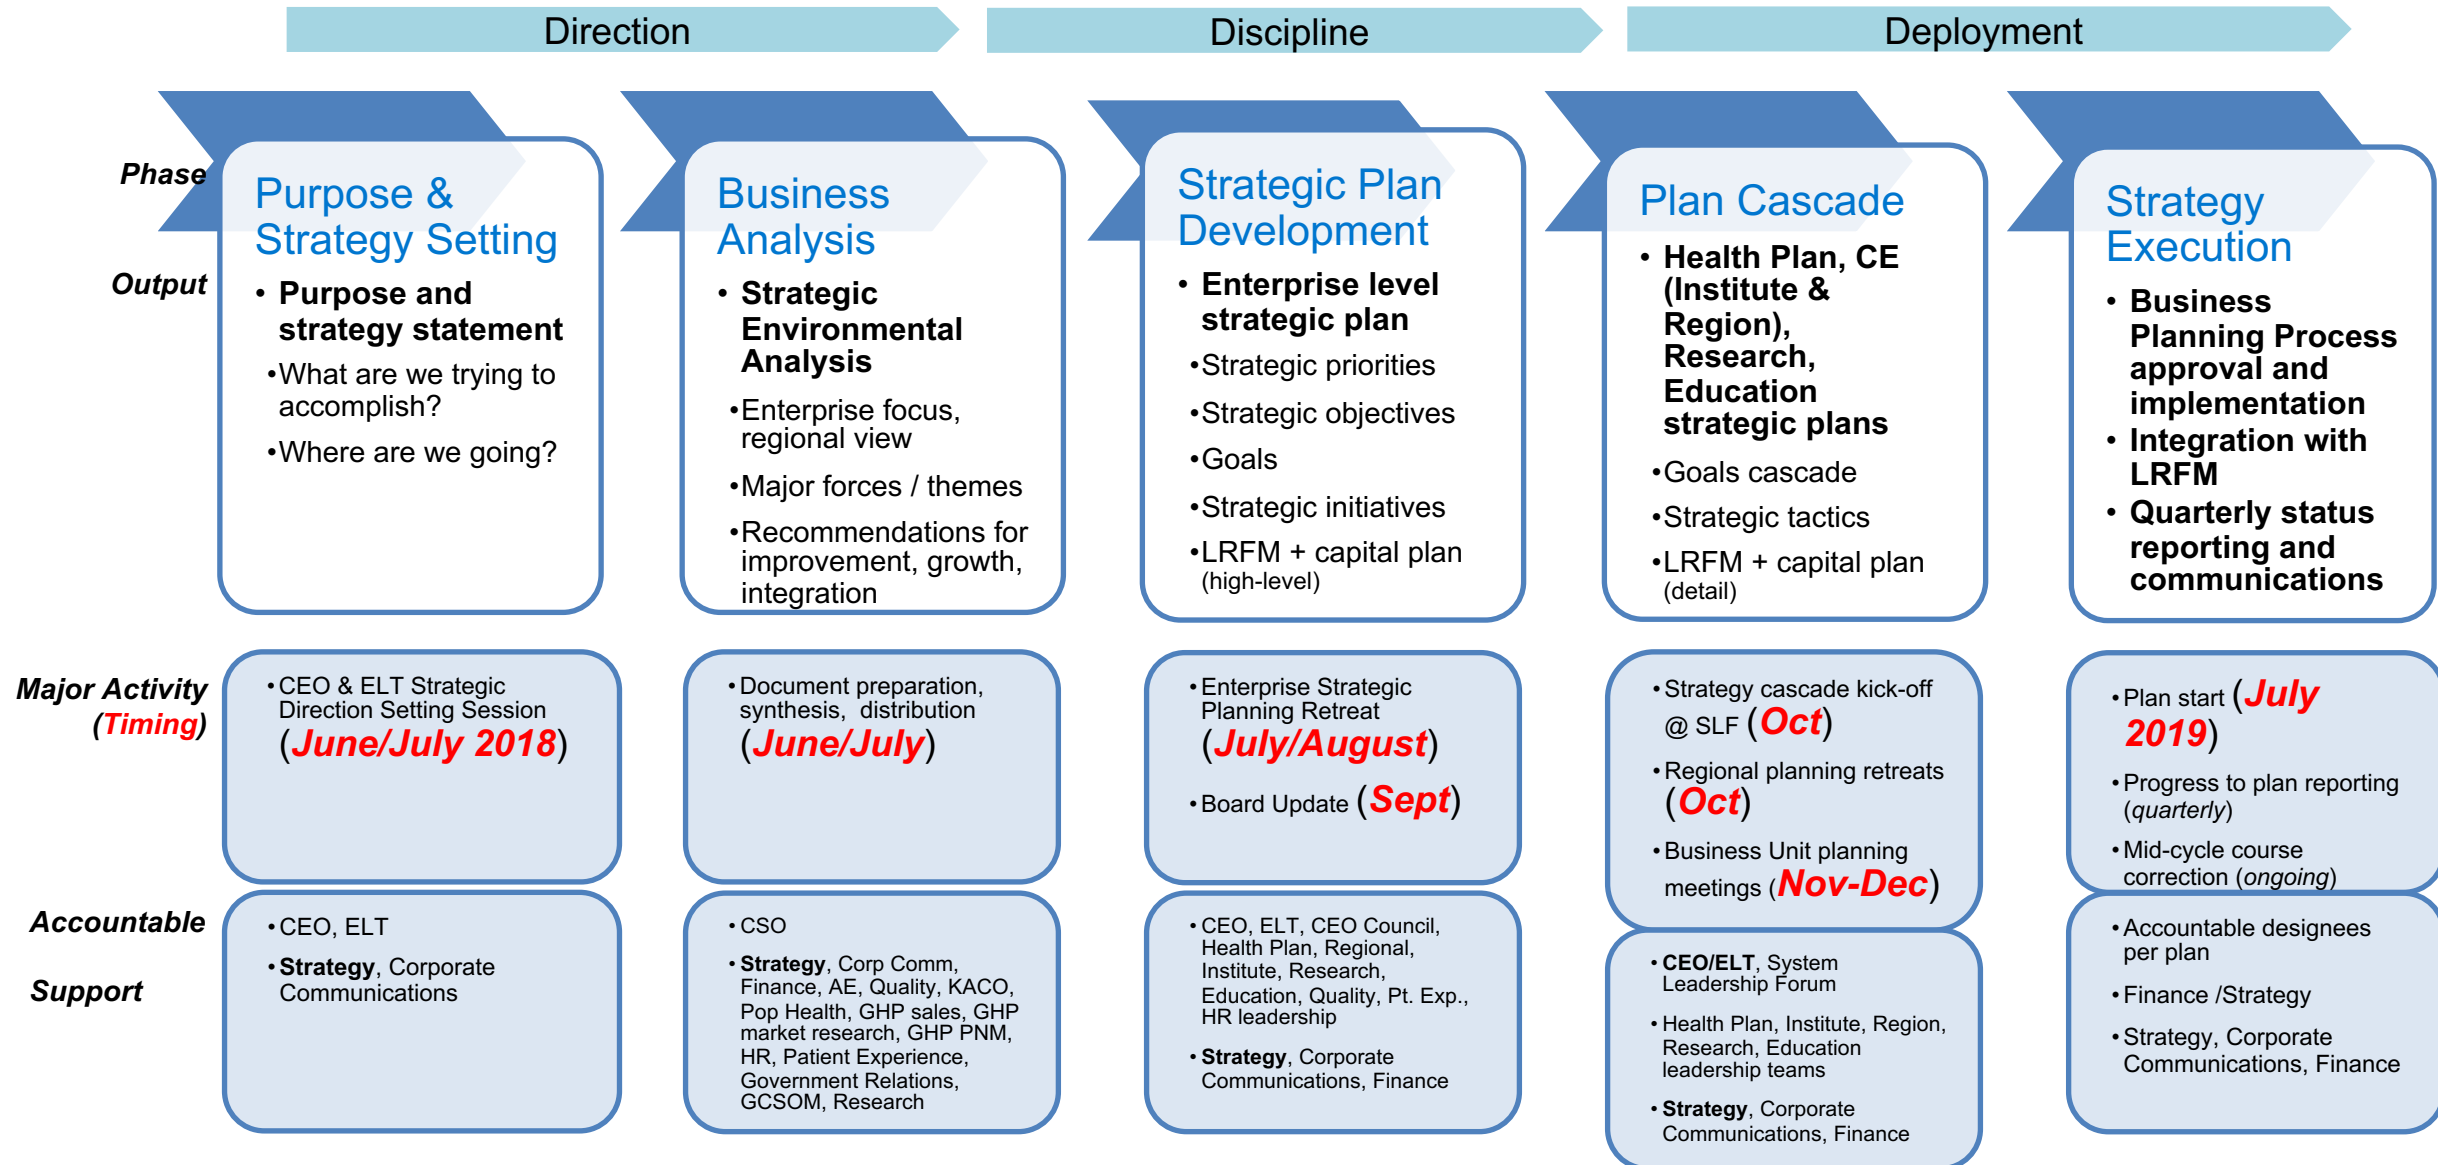 Direction
Discipline
Deployment
Phase
Output
Purpose &
Strategy Setting
• Purpose and
strategy statement
•What are we trying to
accomplish?
•Where are we going?
Business
Analysis
• Strategic
Environmental
Analysis
•Enterprise focus,
regional view
•Major forces / themes
•Recommendations for
improvement, growth,
integration
Strategic Plan
Development
• Enterprise level
strategic plan
•Strategic priorities
•Strategic objectives
•Goals
•Strategic initiatives
•LRFM + capital plan
(high-level)
Plan Cascade
• Health Plan, CE
(Institute &
Region),
Research,
Education
strategic plans
•Goals cascade
•Strategic tactics
•LRFM + capital plan
(detail)
Strategy
Execution
• Business
Planning Process
approval and
implementation
• Integration with
LRFM
• Quarterly status
reporting and
communications
Major Activity
(Timing)
•CEO & ELT Strategic
Direction Setting Session
(June/July 2018)
•Document preparation,
synthesis, distribution
(June/July)
•Enterprise Strategic
Planning Retreat
(July/August)
•Board Update (Sept)
•Strategy cascade kick-off
@ SLF (Oct)
•Regional planning retreats
(Oct)
•Business Unit planning
meetings (Nov-Dec)
•Plan start (July
2019)
•Progress to plan reporting
(quarterly)
•Mid-cycle course
correction (ongoing)
Accountable
Support
•CEO, ELT
•Strategy, Corporate
Communications
•CSO
•Strategy, Corp Comm,
Finance, AE, Quality, KACO,
Pop Health, GHP sales, GHP
market research, GHP PNM,
HR, Patient Experience,
Government Relations,
GCSOM, Research
•CEO, ELT, CEO Council,
Health Plan, Regional,
Institute, Research,
Education, Quality, Pt. Exp.,
HR leadership
•Strategy, Corporate
Communications, Finance
•CEO/ELT, System
Leadership Forum
•Health Plan, Institute, Region,
Research, Education
leadership teams
•Strategy, Corporate
Communications, Finance
•Accountable designees
per plan
•Finance /Strategy
•Strategy, Corporate
Communications, Finance